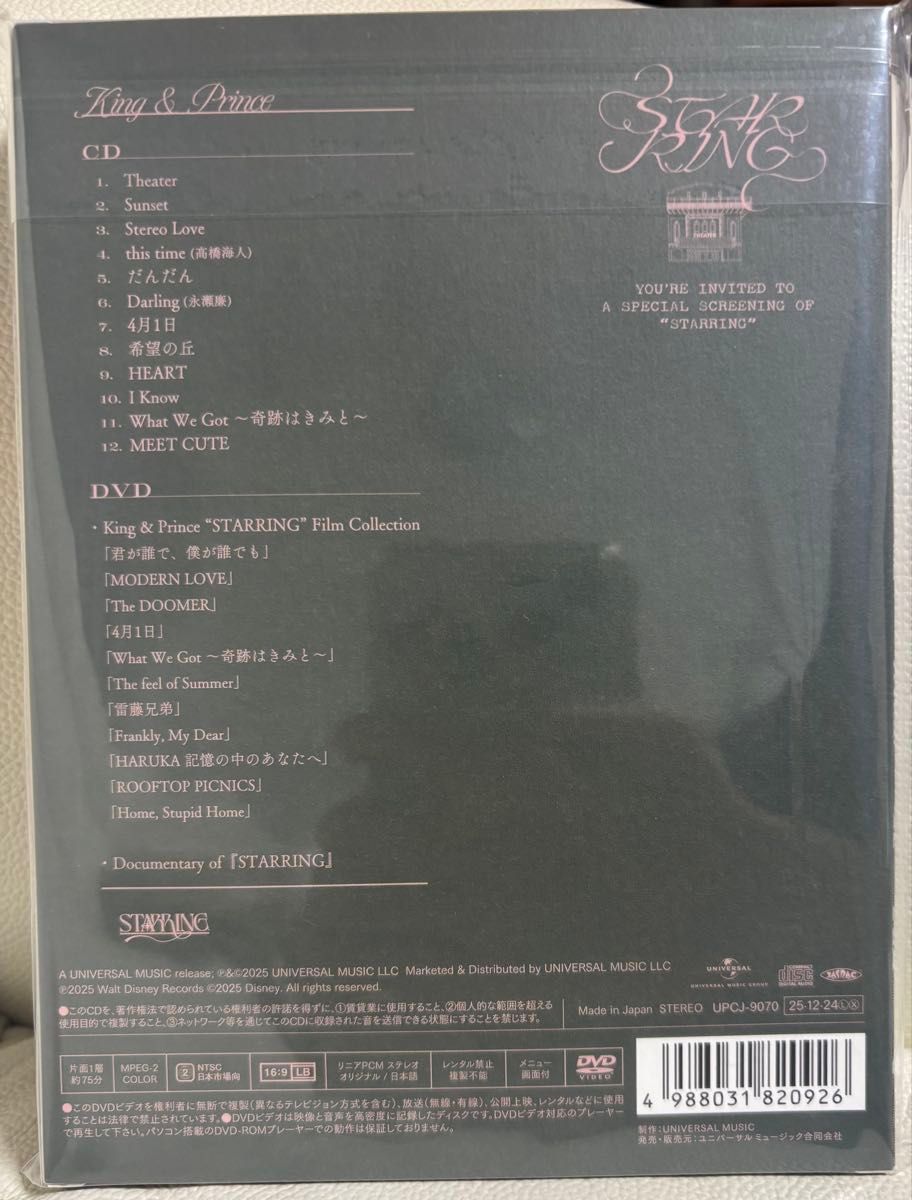 King & Prince
CD
1. Theater
2. Sunset
3. Stereo Love
4. this time (髙橋海人)
5. だんだん
6. Darling (永瀬廉)
7. 4月1日
8. 希望の丘
9. HEART
10. I Know
11. What We Got ～奇跡はきみと～
12. MEET CUTE
DVD
・King & Prince “STARRING” Film Collection
「君が誰で、僕が誰でも」
「MODERN LOVE」
「The DOOMER」
「4月1日」
「What We Got ～奇跡はきみと～」
「The feel of Summer」
「雷藤兄弟」
「Frankly, My Dear」
「HARUKA 記憶の中のあなたへ」
「ROOFTOP PICNICS」
「Home, Stupid Home」
・Documentary of『STARRING』
STARRING
STAR
RING
THEATER
YOU'RE INVITED TO
A SPECIAL SCREENING OF
“STARRING”
A UNIVERSAL MUSIC release; ℗&©2025 UNIVERSAL MUSIC LLC Marketed & Distributed by UNIVERSAL MUSIC LLC
℗2025 Walt Disney Records ©2025 Disney. All rights reserved.
UNIVERSAL
UNIVERSAL MUSIC GROUP
COMPACT
disc
DIGITAL AUDIO
JASRAC
●このCDを、著作権法で認められている権利者の許諾を得ずに、①賃貸業に使用すること、②個人的な範囲を超える
使用目的で複製すること、③ネットワーク等を通じてこのCDに収録された音を送信できる状態にすることを禁じます。
Made in Japan STEREO UPCJ-9070 25-12-24ⓁⓍ
片面1層
約75分
MPEG-2
COLOR
2 NTSC
日本市場向
16:9 LB
リニアPCM ステレオ
オリジナル / 日本語
レンタル禁止
複製不能
メニュー
画面付
DVD
VIDEO
●このDVDビデオを権利者に無断で複製(異なるテレビジョン方式を含む)、放送(無線・有線)、公開上映、レンタルなどに使用
することは法律で禁止されています。●DVDビデオは映像と音声を高密度に記録したディスクです。DVDビデオ対応のプレーヤー
で再生して下さい。パソコン搭載のDVD-ROMプレーヤーでの動作は保証しておりません。
4 988031 820926
制作:UNIVERSAL MUSIC
発売・販売元:ユニバーサル ミュージック合同会社